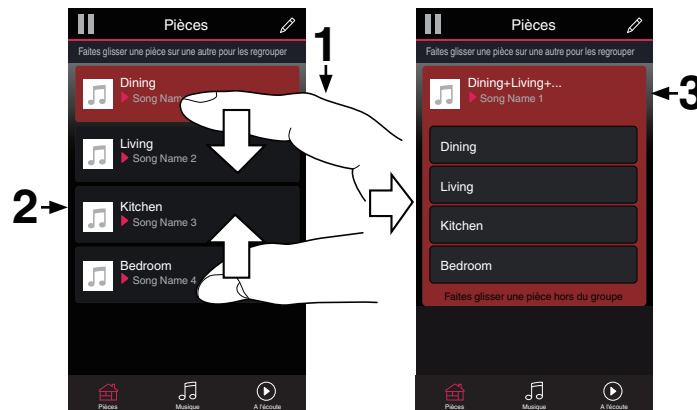 Pièces
Faites glisser une pièce sur une autre pour les regrouper
1
Dining
Song Nam
Living
Song Name 2
2
Kitchen
Song Name 3
Bedroom
Song Name 4
Pièces
Musique
A l'écoute
Pièces
Faites glisser une pièce sur une autre pour les regrouper
Dining+Living+...
Song Name 1
3
Dining
Living
Kitchen
Bedroom
Faites glisser une pièce hors du groupe
Pièces
Musique
A l'écoute